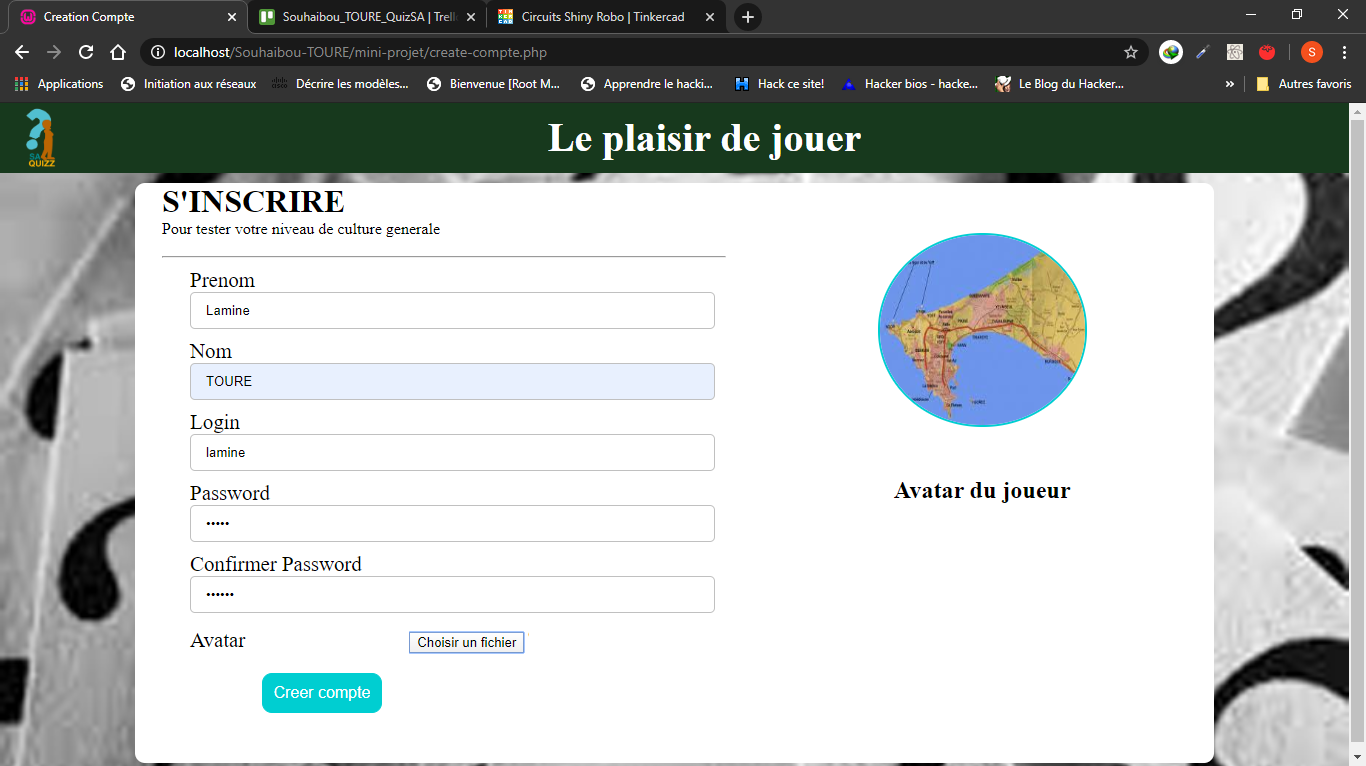 Creation Compte
Souhaibou_TOURE_QuizSA | Trell
Circuits Shiny Robo | Tinkercad
localhost/Souhaibou-TOURE/mini-projet/create-compte.php
S
Applications
Initiation aux réseaux
Décrire les modèles...
Bienvenue [Root M...
Apprendre le hacki...
Hack ce site!
Hacker bios - hacke...
Le Blog du Hacker...
»
Autres favoris
SA
QUIZZ
Le plaisir de jouer
S'INSCRIRE
Pour tester votre niveau de culture generale
Prenom
Lamine
Nom
TOURE
Login
lamine
Password
•••••
Confirmer Password
••••••
Avatar
Choisir un fichier
Creer compte
Avatar du joueur